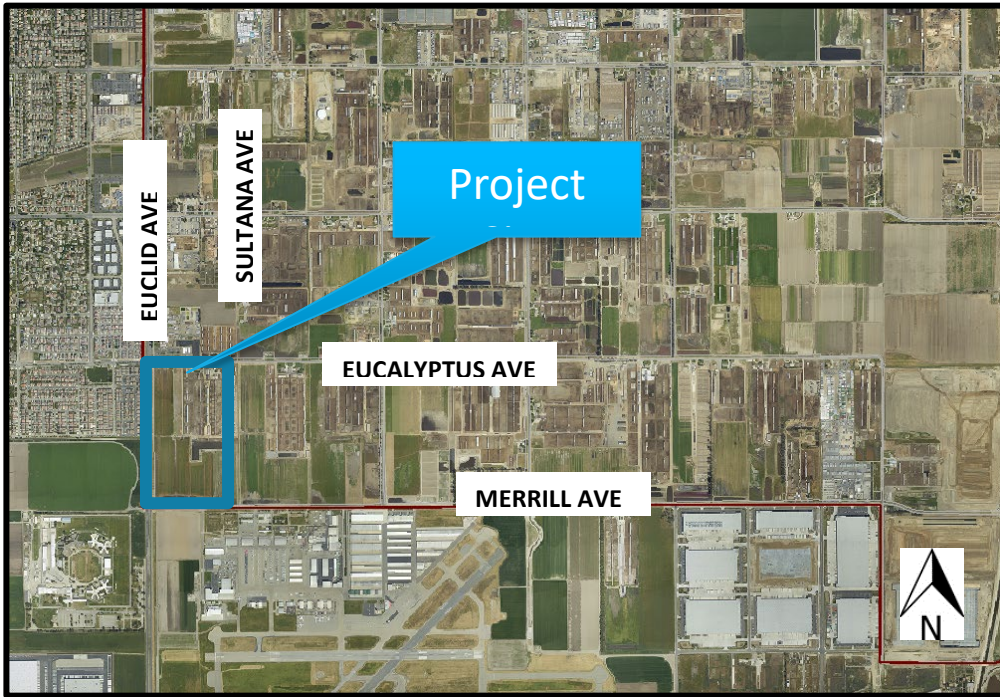 EUCLID AVE
SULTANA AVE
Project
EUCALYPTUS AVE
MERRILL AVE
N